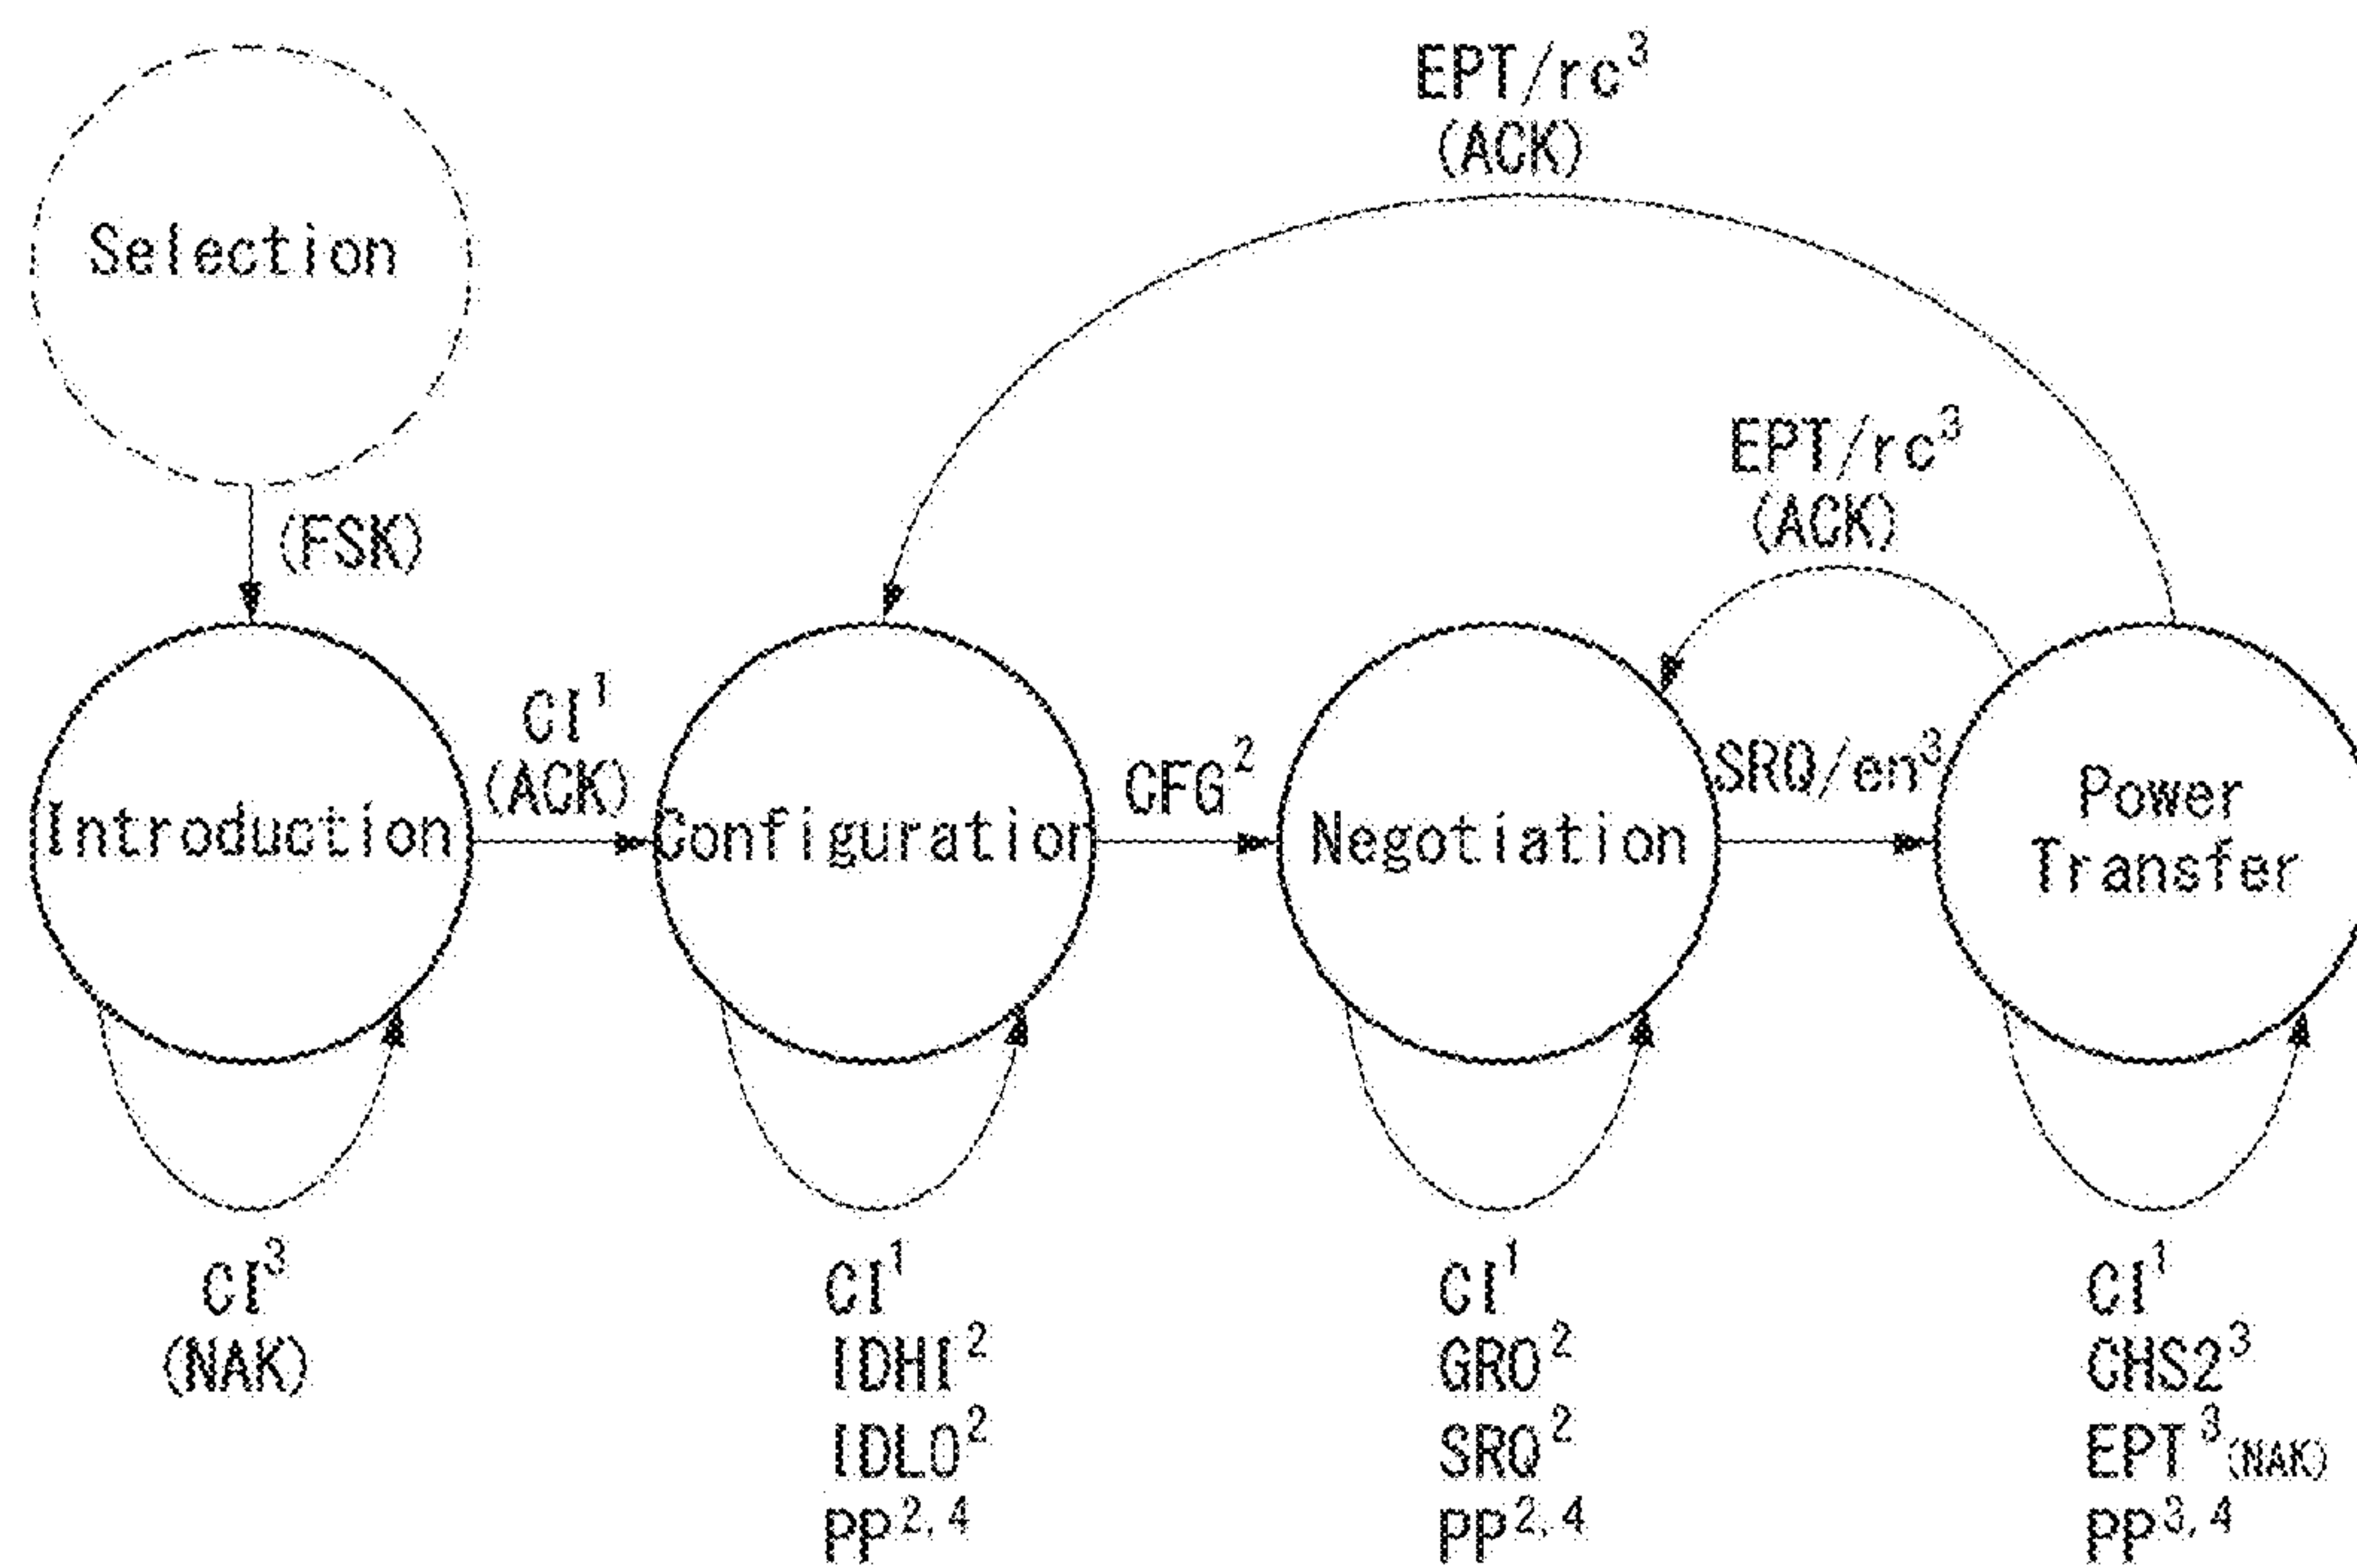 EPT/rc³
(ACK)
Selection
EPT/rc³
(ACK)
(FSK)
CI¹
(ACK)
CFG²
SRQ/en³
Introduction
Configuration
Negotiation
Power
Transfer
CI³
(NAK)
CI¹
IDHI²
IDLO²
PP²,⁴
CI¹
GRO²
SRQ²
PP²,⁴
CI¹
CHS2³
EPT³(NAK)
PP³,⁴